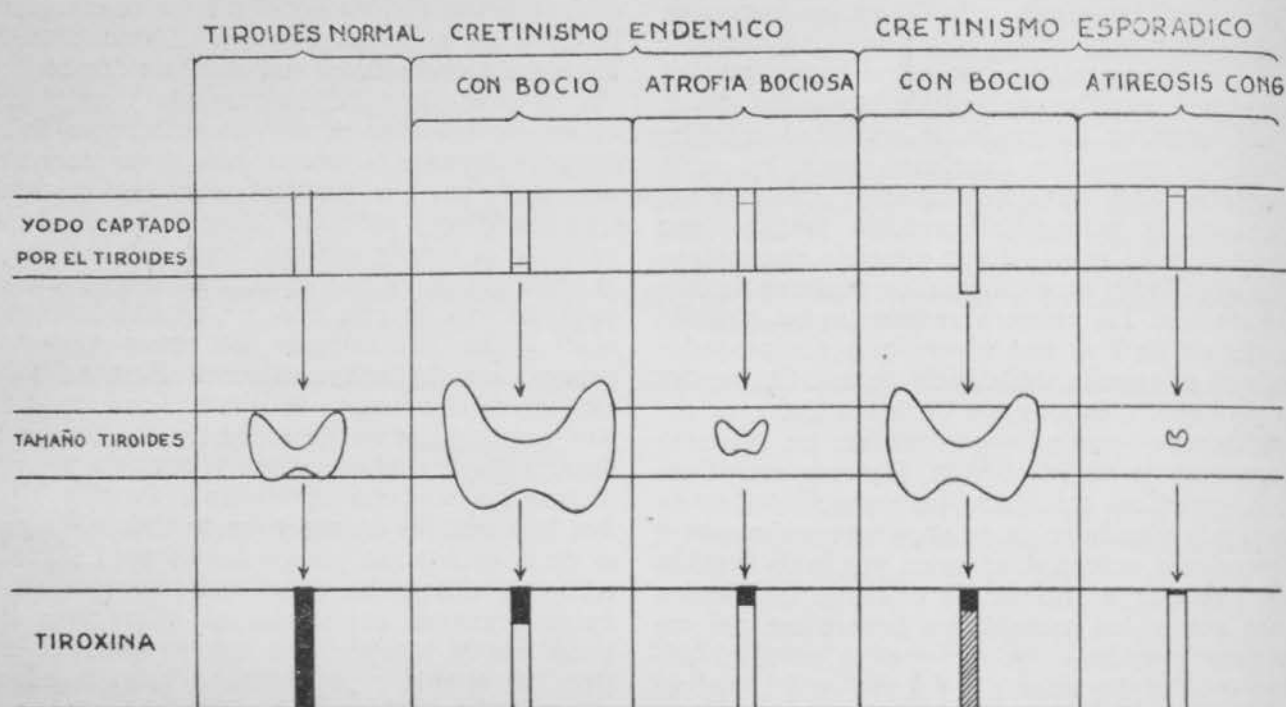 TIROIDES NORMAL CRETINISMO ENDEMICO CRETINISMO ESPORADICO
CON BOCIO ATROFIA BOCIOSA CON BOCIO ATIREOSIS CONG
YODO CAPTADO
POR EL TIROIDES
TAMAÑO TIROIDES
TIROXINA